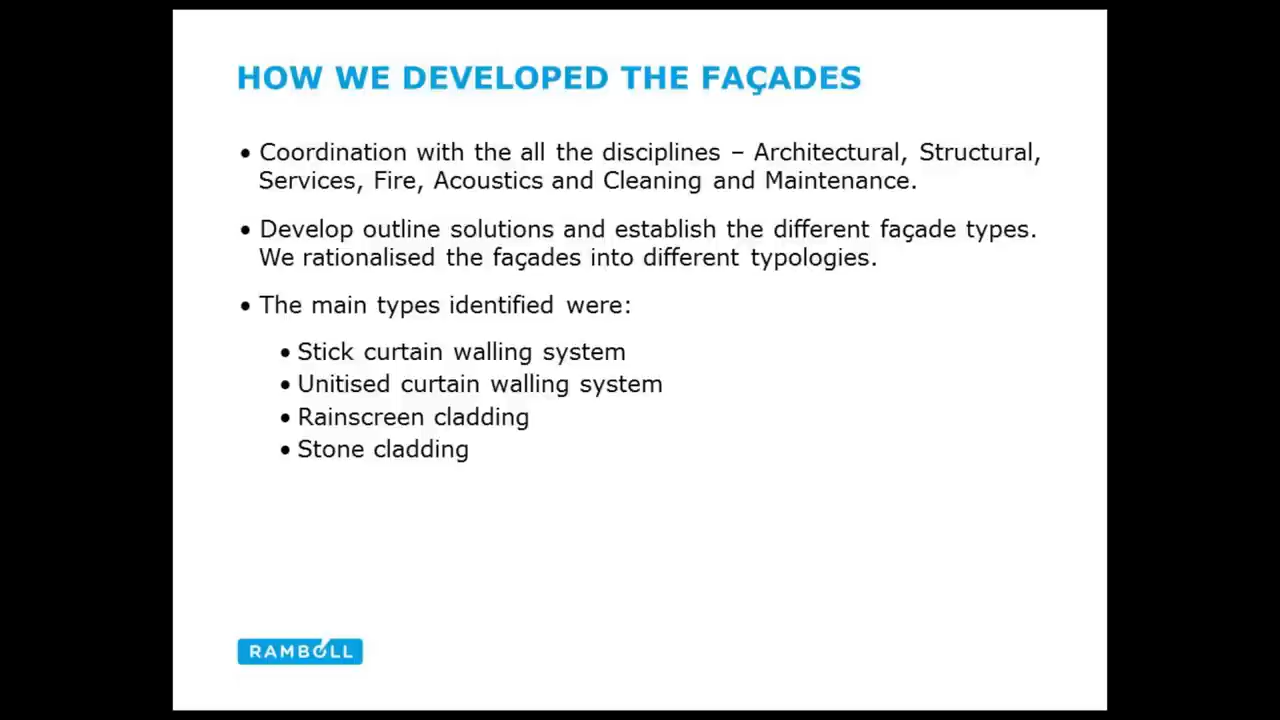 HOW WE DEVELOPED THE FAÇADES
• Coordination with the all the disciplines – Architectural, Structural,
Services, Fire, Acoustics and Cleaning and Maintenance.
• Develop outline solutions and establish the different façade types.
We rationalised the façades into different typologies.
• The main types identified were:
• Stick curtain walling system
• Unitised curtain walling system
• Rainscreen cladding
• Stone cladding
RAMBOLL